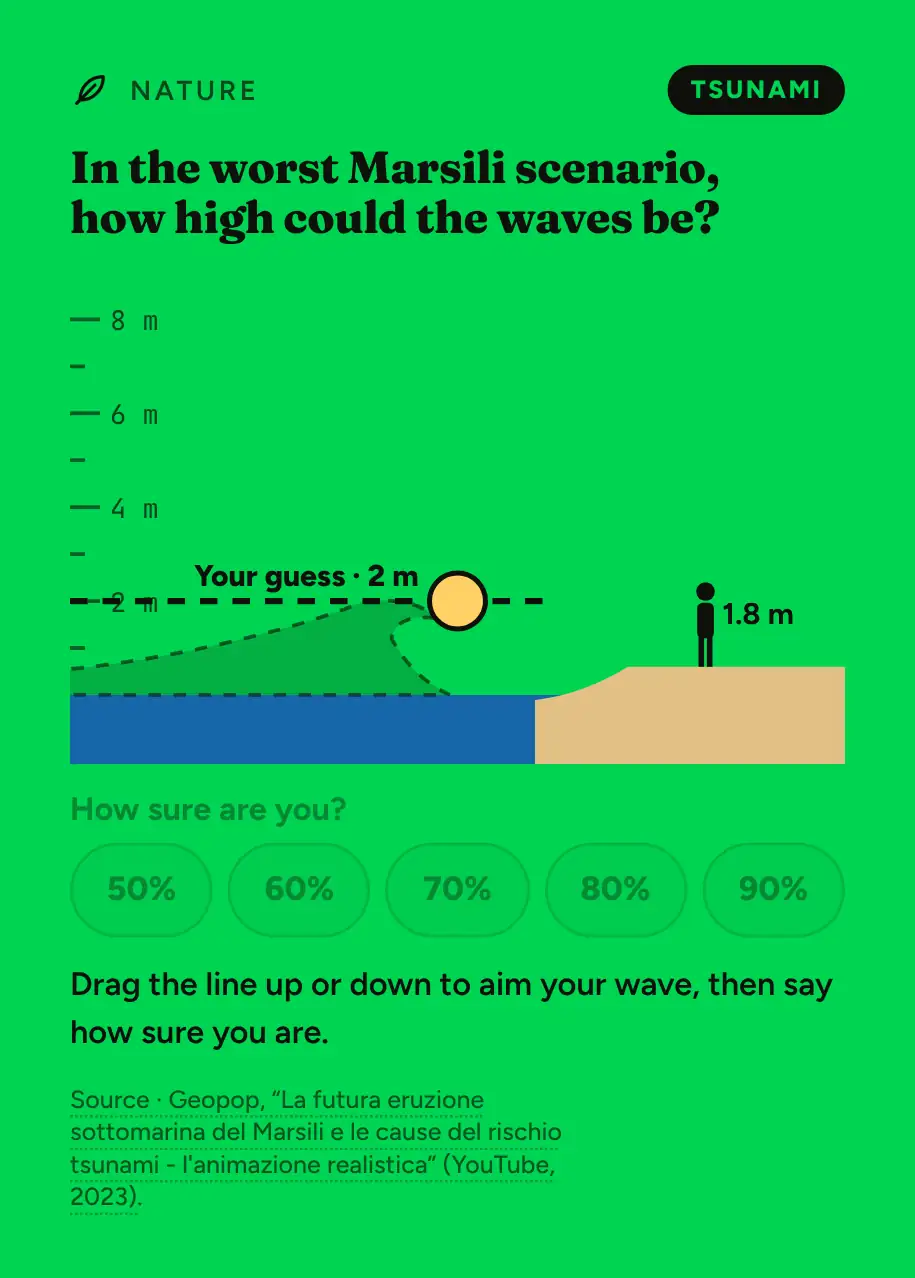 NATURE
TSUNAMI
In the worst Marsili scenario,
how high could the waves be?
8 m
6 m
4 m
Your guess · 2 m
2 m
1.8 m
How sure are you?
50%
60%
70%
80%
90%
Drag the line up or down to aim your wave, then say
how sure you are.
Source · Geopop, “La futura eruzione
sottomarina del Marsili e le cause del rischio
tsunami - l'animazione realistica” (YouTube,
2023).